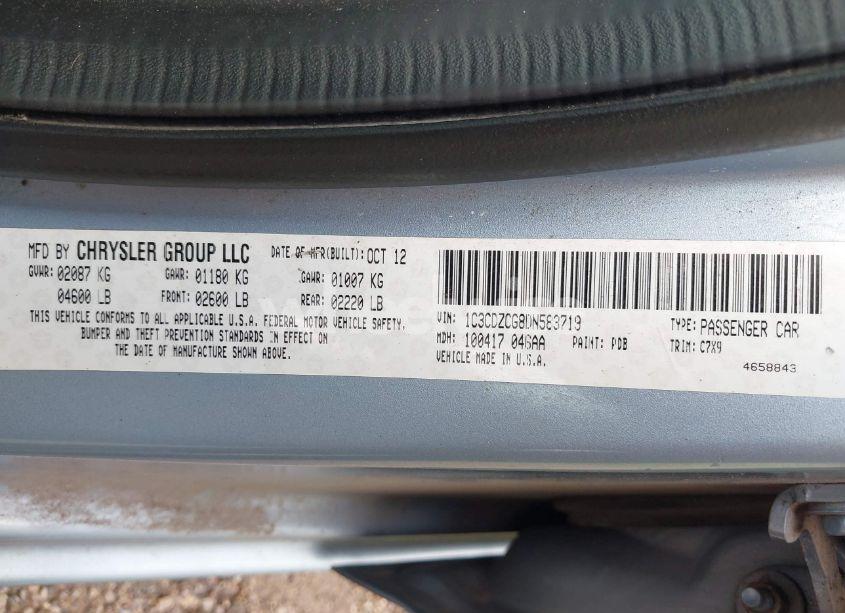 MFD BY CHRYSLER GROUP LLC DATE OF MFR(BUILT): OCT 12
GVWR: 02087 KG GAWR: 01180 KG GAWR: 01007 KG
04600 LB FRONT: 02600 LB REAR: 02220 LB
THIS VEHICLE CONFORMS TO ALL APPLICABLE U.S.A. FEDERAL MOTOR VEHICLE SAFETY,
BUMPER AND THEFT PREVENTION STANDARDS IN EFFECT ON
THE DATE OF MANUFACTURE SHOWN ABOVE.
VIN: 1C3CDZCG8DN563719 TYPE: PASSENGER CAR
MDH: 100417 046AA PAINT: PDB TRIM: C7X9
VEHICLE MADE IN U.S.A. 4658843